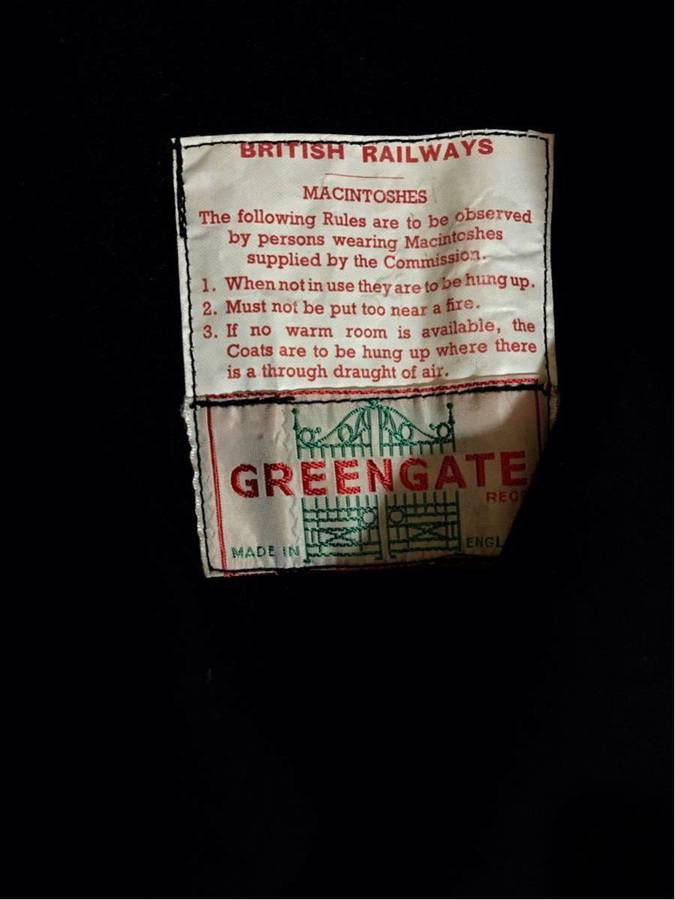 BRITISH RAILWAYS
MACINTOSHES
The following Rules are to be observed
by persons wearing Macintoshes
supplied by the Commission.
1. When not in use they are to be hung up.
2. Must not be put too near a fire.
3. If no warm room is available, the
Coats are to be hung up where there
is a through draught of air.
GREENGATE
MADE IN